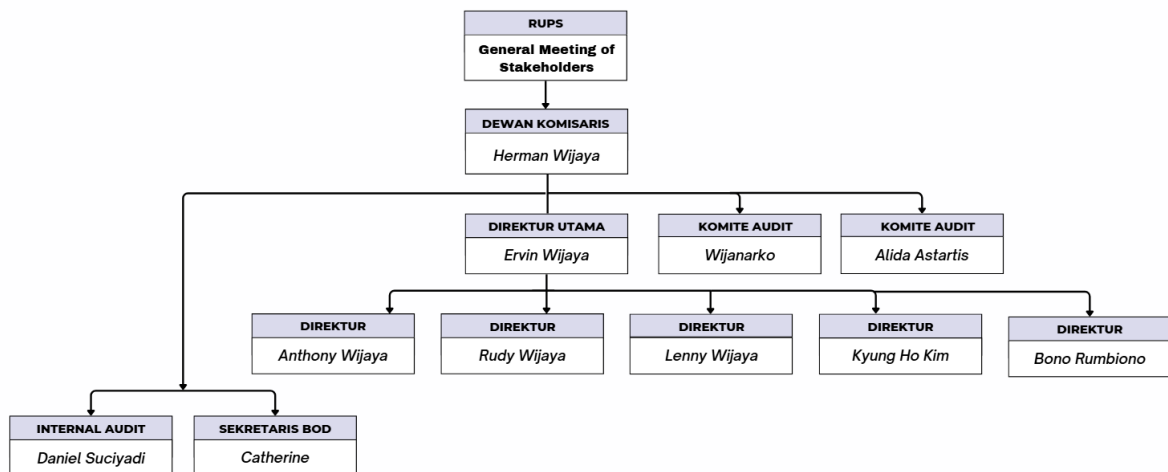 RUPS
General Meeting of
Stakeholders
DEWAN KOMISARIS
Herman Wijaya
DIREKTUR UTAMA
Ervin Wijaya
KOMITE AUDIT
Wijanarko
KOMITE AUDIT
Alida Astartis
DIREKTUR
Anthony Wijaya
DIREKTUR
Rudy Wijaya
DIREKTUR
Lenny Wijaya
DIREKTUR
Kyung Ho Kim
DIREKTUR
Bono Rumbiono
INTERNAL AUDIT
Daniel Suciyadi
SEKRETARIS BOD
Catherine